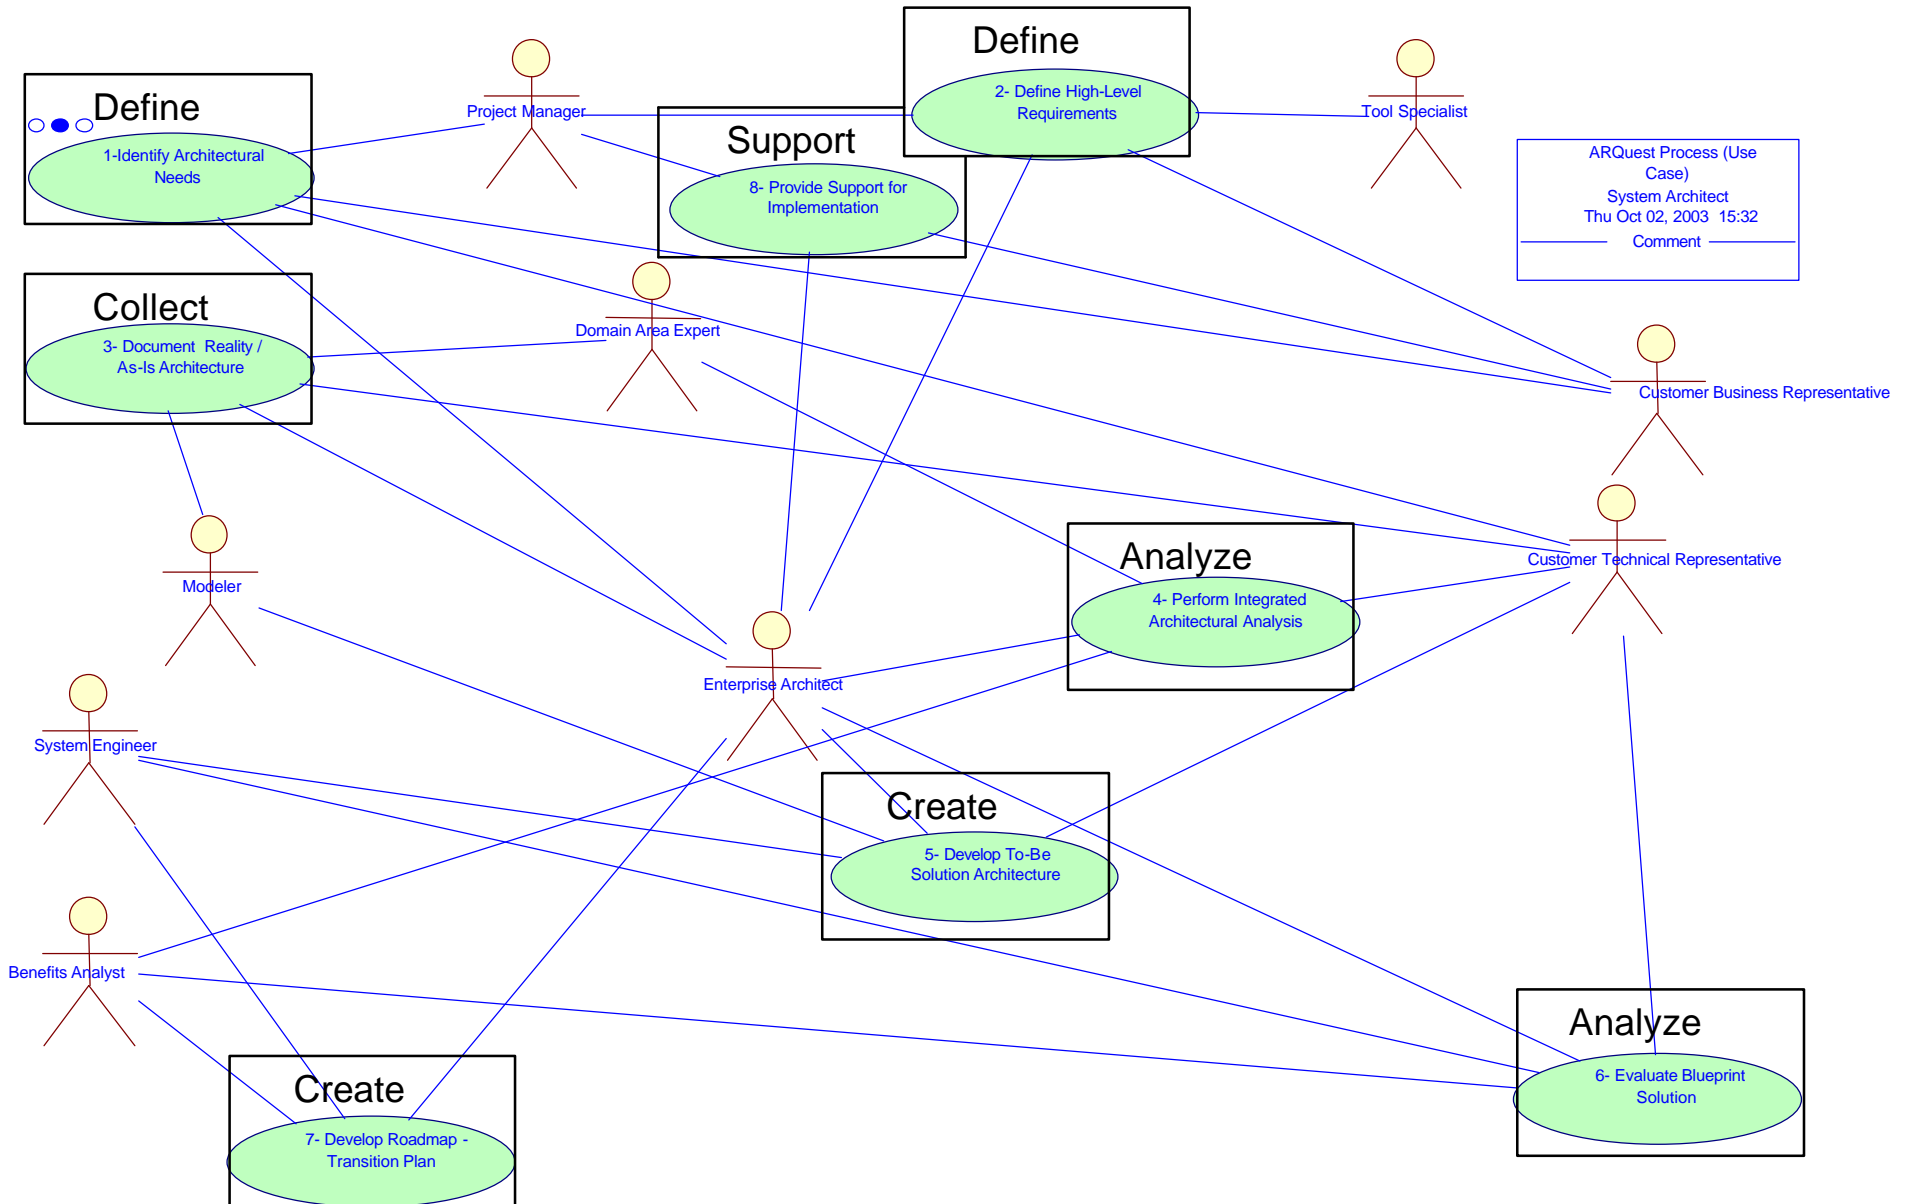 Define
Define
Project Manager
2- Define High-Level
Requirements
Tool Specialist
Support
1-Identify Architectural
Needs
8- Provide Support for
Implementation
ARQuest Process (Use
Case)
System Architect
Thu Oct 02, 2003  15:32
Comment
Collect
Domain Area Expert
3- Document  Reality /
As-Is Architecture
Customer Business Representative
Analyze
Customer Technical Representative
Modeler
4- Perform Integrated
Architectural Analysis
Enterprise Architect
System Engineer
Create
5- Develop To-Be
Solution Architecture
Benefits Analyst
Analyze
6- Evaluate Blueprint
Solution
Create
7- Develop Roadmap -
Transition Plan